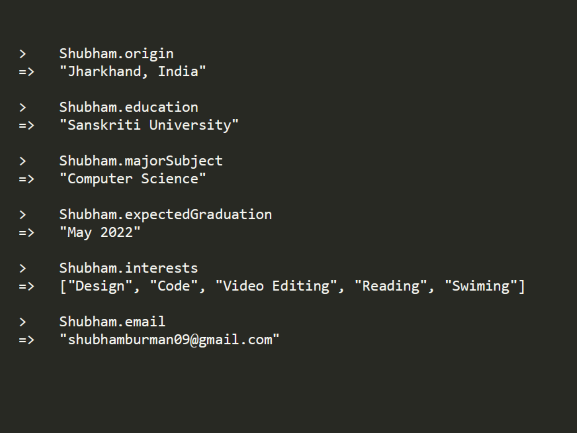 > Shubham.origin
=> "Jharkhand, India"
> Shubham.education
=> "Sanskriti University"
> Shubham.majorSubject
=> "Computer Science"
> Shubham.expectedGraduation
=> "May 2022"
> Shubham.interests
=> ["Design", "Code", "Video Editing", "Reading", "Swiming"]
> Shubham.email
=> "shubhamburman09@gmail.com"